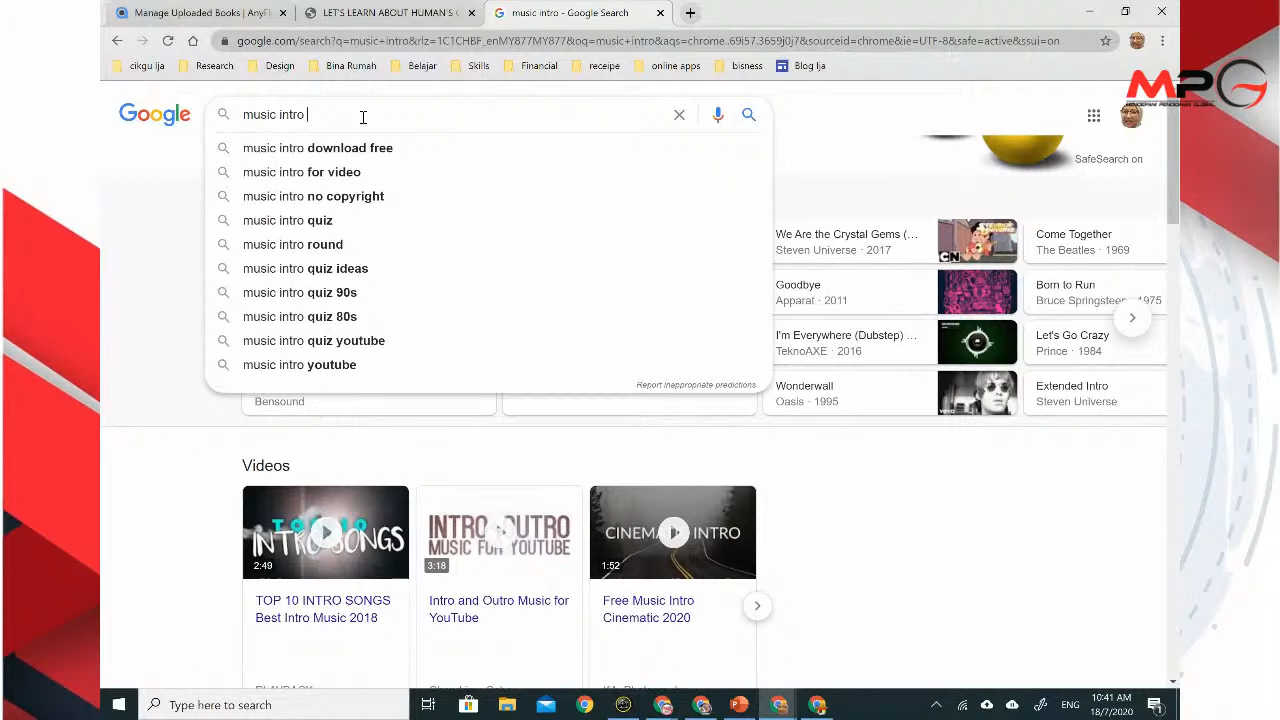 Manage Uploaded Books | AnyFli
LET'S LEARN ABOUT HUMAN'S G
music intro - Google Search
google.com/search?q=music+intro&rlz=1C1CHBF_enMY877MY877&oq=music+intro&aqs=chrome.69i57.3659j0j7&sourceid=chrome&ie=UTF-8&safe=active&ssui=on
cikgu Ija
Research
Design
Bina Rumah
Belajar
Skills
Financial
receipe
online apps
bisness
Blog Ija
MPG
Google
music intro
SafeSearch on
music intro download free
music intro for video
music intro no copyright
music intro quiz
music intro round
music intro quiz ideas
music intro quiz 90s
music intro quiz 80s
music intro quiz youtube
music intro youtube
Report inappropriate predictions
We Are the Crystal Gems (...
Steven Universe · 2017
CN
Come Together
The Beatles · 1969
Goodbye
Apparat · 2011
Born to Run
Bruce Springsteen · 1975
I'm Everywhere (Dubstep) ...
TeknoAXE · 2016
Let's Go Crazy
Prince · 1984
Bensound
Wonderwall
Oasis · 1995
vevo
Extended Intro
Steven Universe
Videos
TOP 10
INTRO SONGS
2:49
INTRO OUTRO
MUSIC FOR YOUTUBE
3:18
CINEMATIC INTRO
1:52
TOP 10 INTRO SONGS
Best Intro Music 2018
Intro and Outro Music for
YouTube
Free Music Intro
Cinematic 2020
Type here to search
ENG
10:41 AM
18/7/2020
1